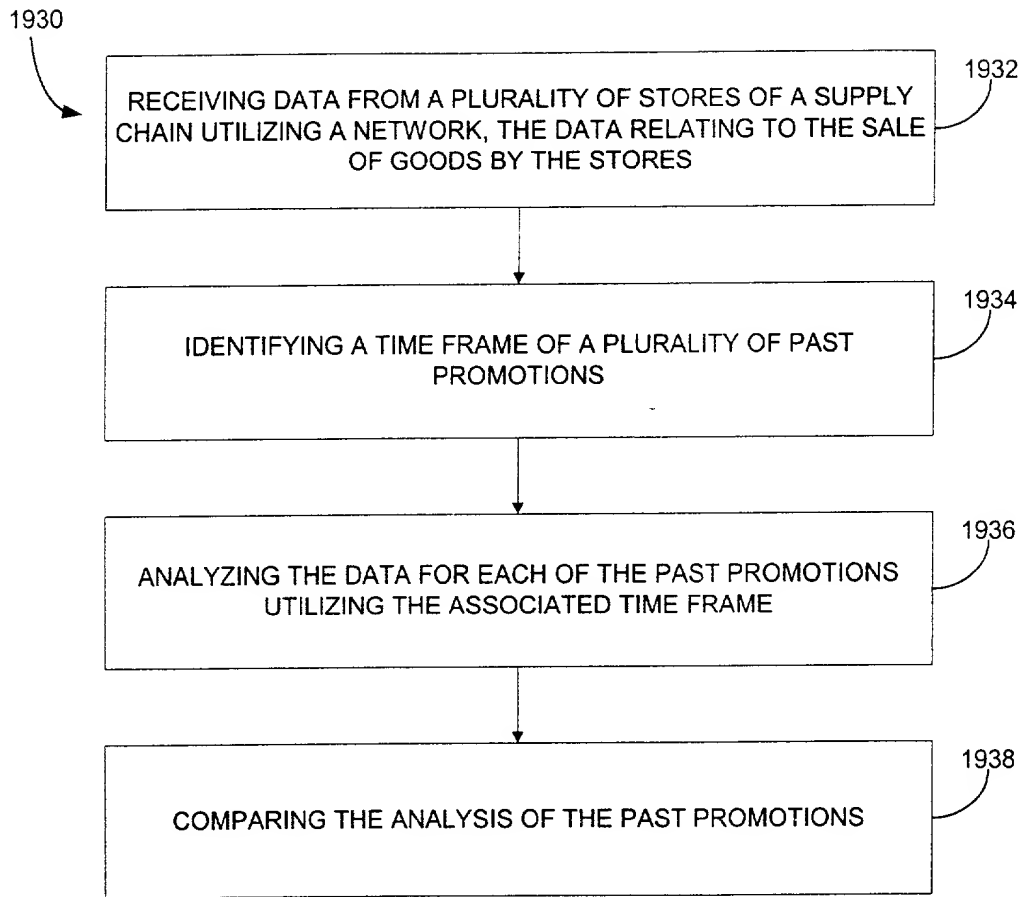 1930
1932
RECEIVING DATA FROM A PLURALITY OF STORES OF A SUPPLY
CHAIN UTILIZING A NETWORK, THE DATA RELATING TO THE SALE
OF GOODS BY THE STORES
1934
IDENTIFYING A TIME FRAME OF A PLURALITY OF PAST
PROMOTIONS
1936
ANALYZING THE DATA FOR EACH OF THE PAST PROMOTIONS
UTILIZING THE ASSOCIATED TIME FRAME
1938
COMPARING THE ANALYSIS OF THE PAST PROMOTIONS